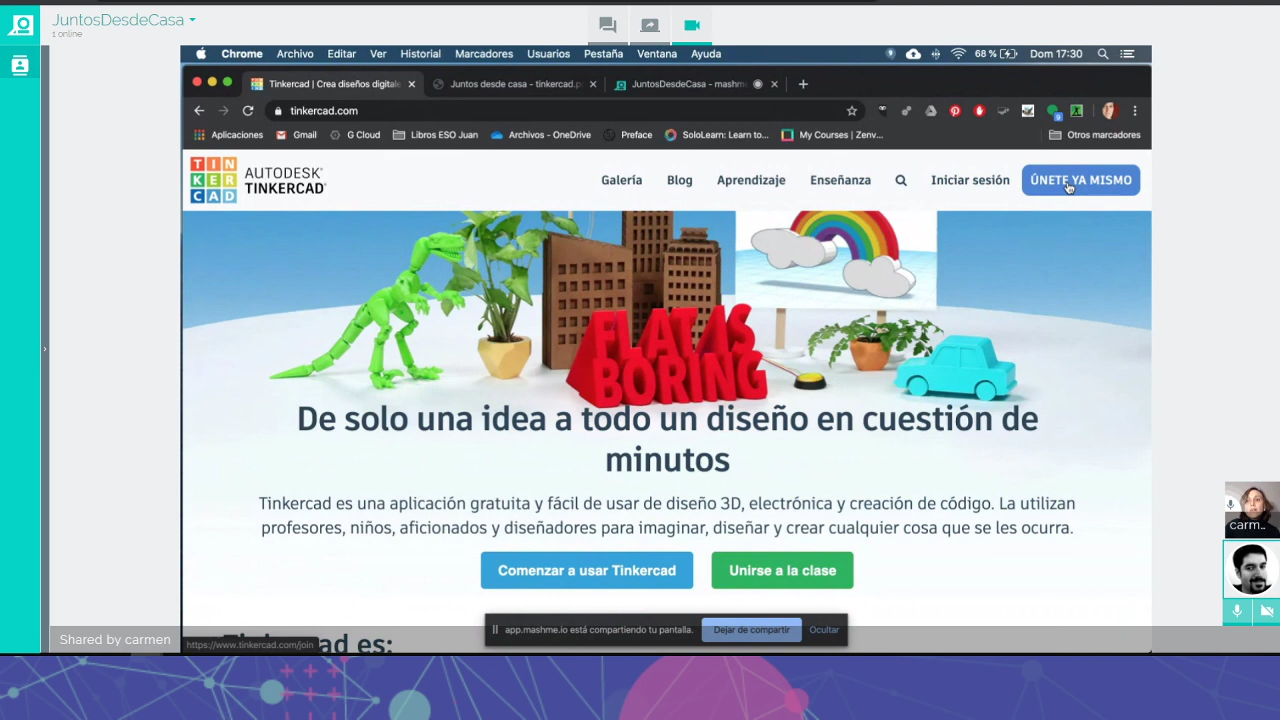 JuntosDesdeCasa
1 online
Chrome Archivo Editar Ver Historial Marcadores Usuarios Pestaña Ventana Ayuda 68 % Dom 17:30
Tinkercad | Crea diseños digitale Juntos desde casa - tinkercad.p JuntosDesdeCasa - mashm
tinkercad.com
Aplicaciones Gmail G Cloud Libros ESO Juan Archivos - OneDrive Preface SoloLearn: Learn to... My Courses | Zenv... Otros marcadores
TIN
KER
CAD
AUTODESK®
TINKERCAD®
Galería Blog Aprendizaje Enseñanza Iniciar sesión ÚNETE YA MISMO
FLAT IS
BORING
De solo una idea a todo un diseño en cuestión de
minutos
Tinkercad es una aplicación gratuita y fácil de usar de diseño 3D, electrónica y creación de código. La utilizan
profesores, niños, aficionados y diseñadores para imaginar, diseñar y crear cualquier cosa que se les ocurra.
Comenzar a usar Tinkercad Unirse a la clase
carm...
app.mashme.io está compartiendo tu pantalla. Dejar de compartir Ocultar
Shared by carmen
https://www.tinkercad.com/join
Tinkercad es: